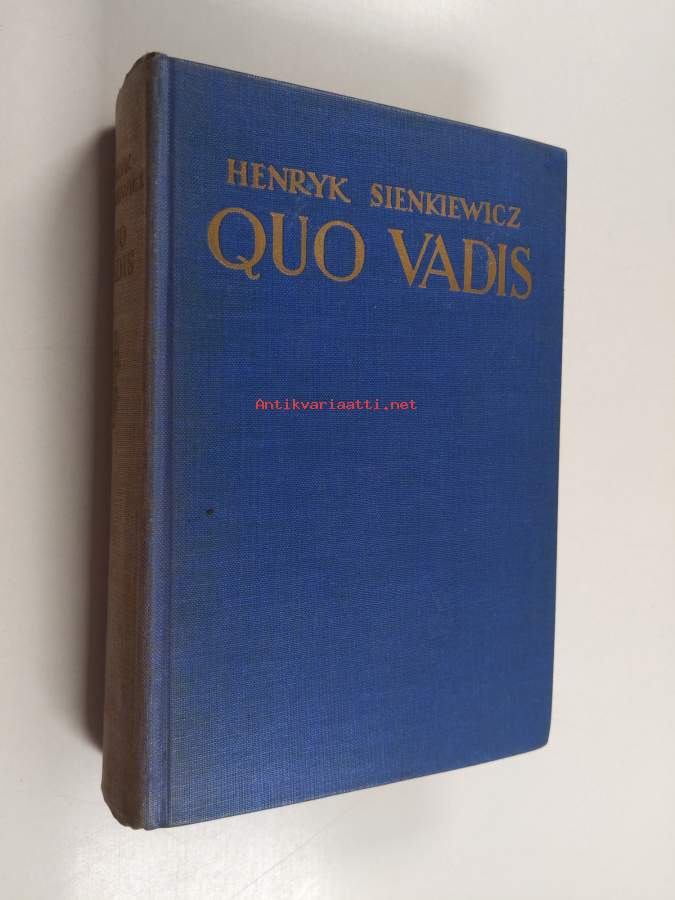 HENRYK SIENKIEWICZ
QUO VADIS
Antikvariaatti.net